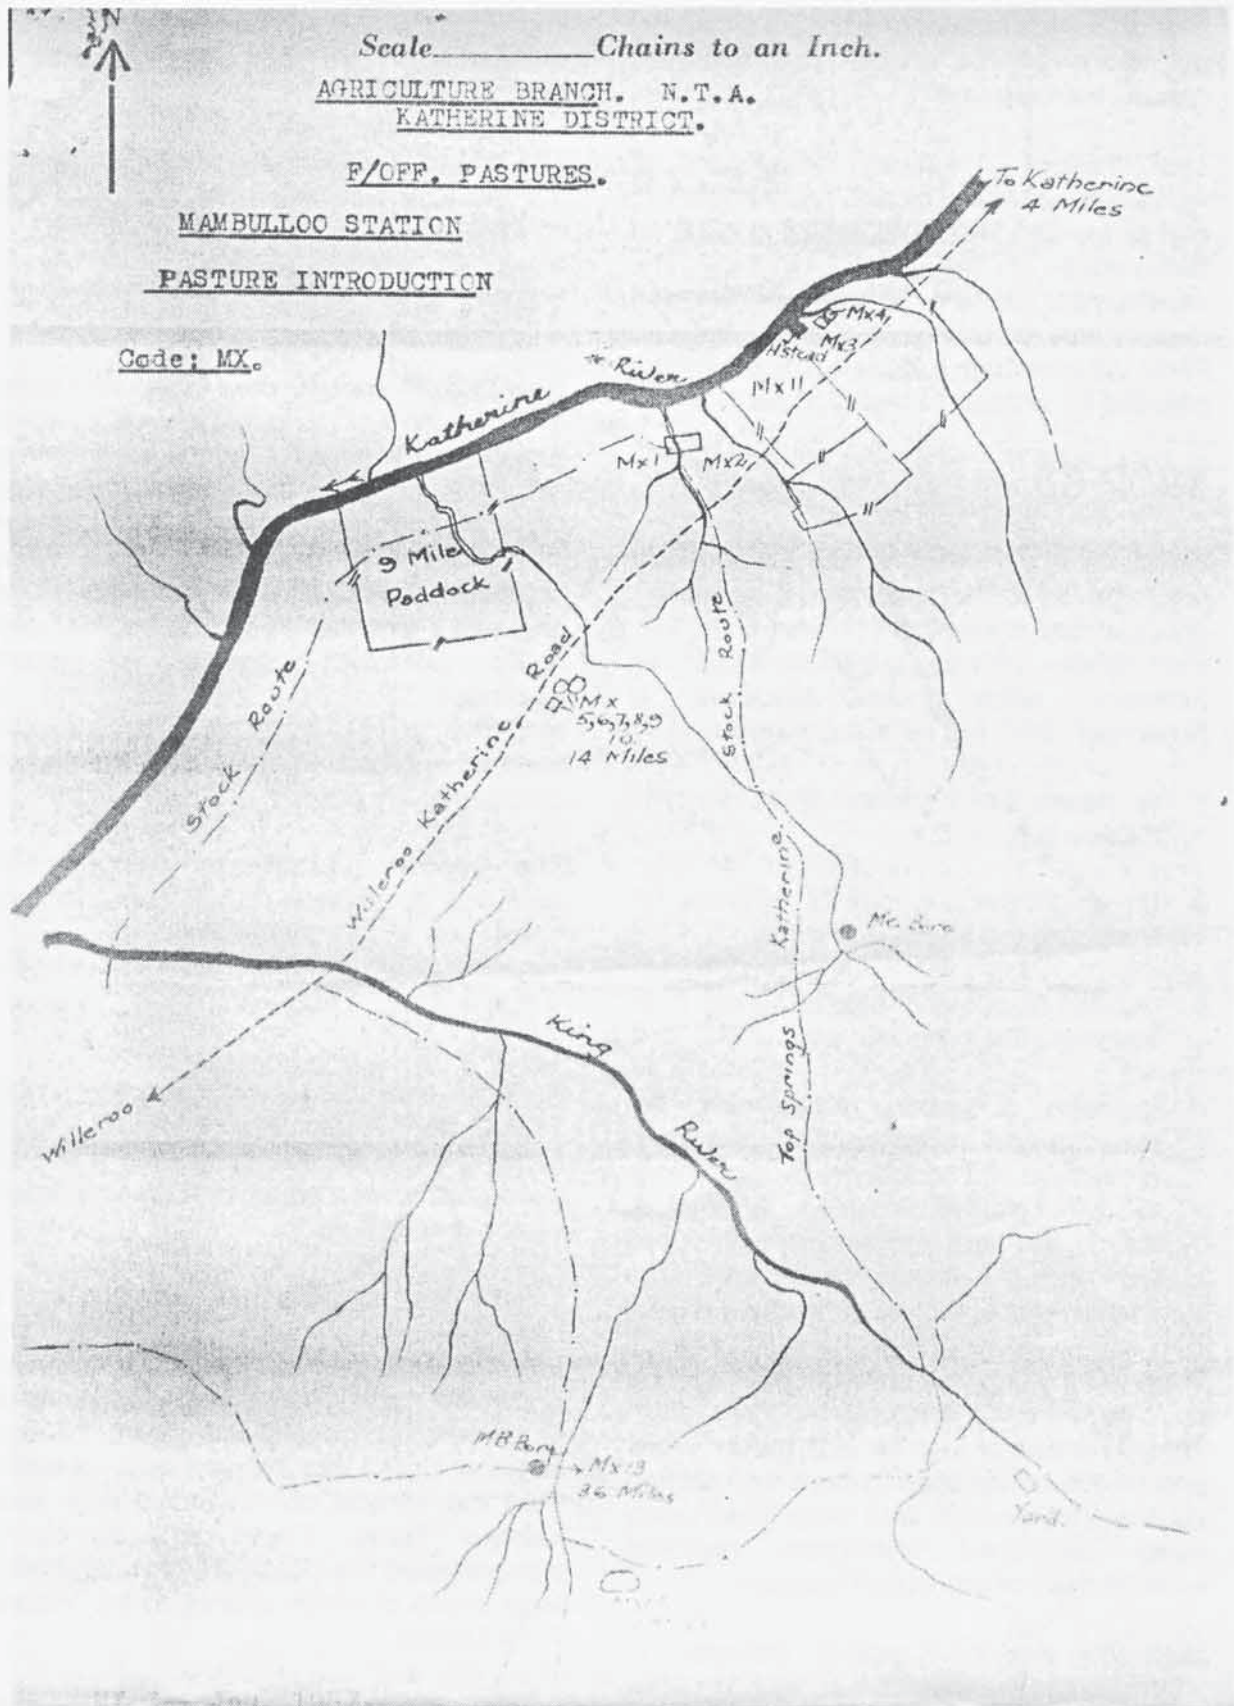 N
Scale Chains to an Inch.
AGRICULTURE BRANCH. N.T.A.
KATHERINE DISTRICT.
F/OFF. PASTURES.
MAMBULLOO STATION
PASTURE INTRODUCTION
Code: MX.
To Katherine
4 Miles
Mx4
Mx3
Hstead
Mx11
Katherine River
Mx1
Mx2
9 Mile
Paddock
Stock Route
Stock Route
Mx
5,6,7,8,9
10.
14 Miles
Willeroo Katherine Road
Katherine
Mc. Bore
Top Springs
King River
Willeroo
MB Bore
Mx13
36 Miles
Yard.